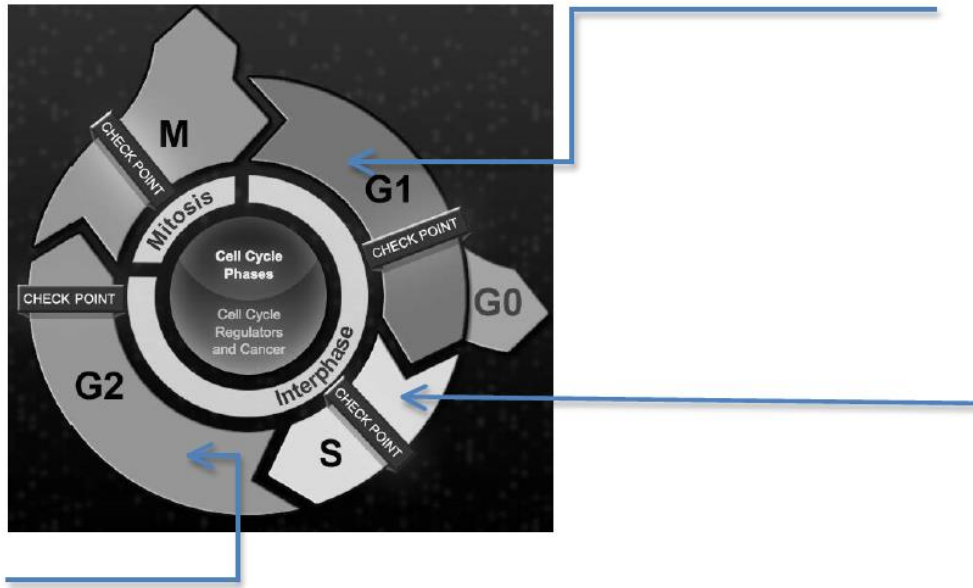 M
CHECK POINT
G1
Mitosis
CHECK POINT
Cell Cycle
Phases
CHECK POINT
G0
Cell Cycle
Regulators
and Cancer
G2
Interphase
CHECK POINT
S